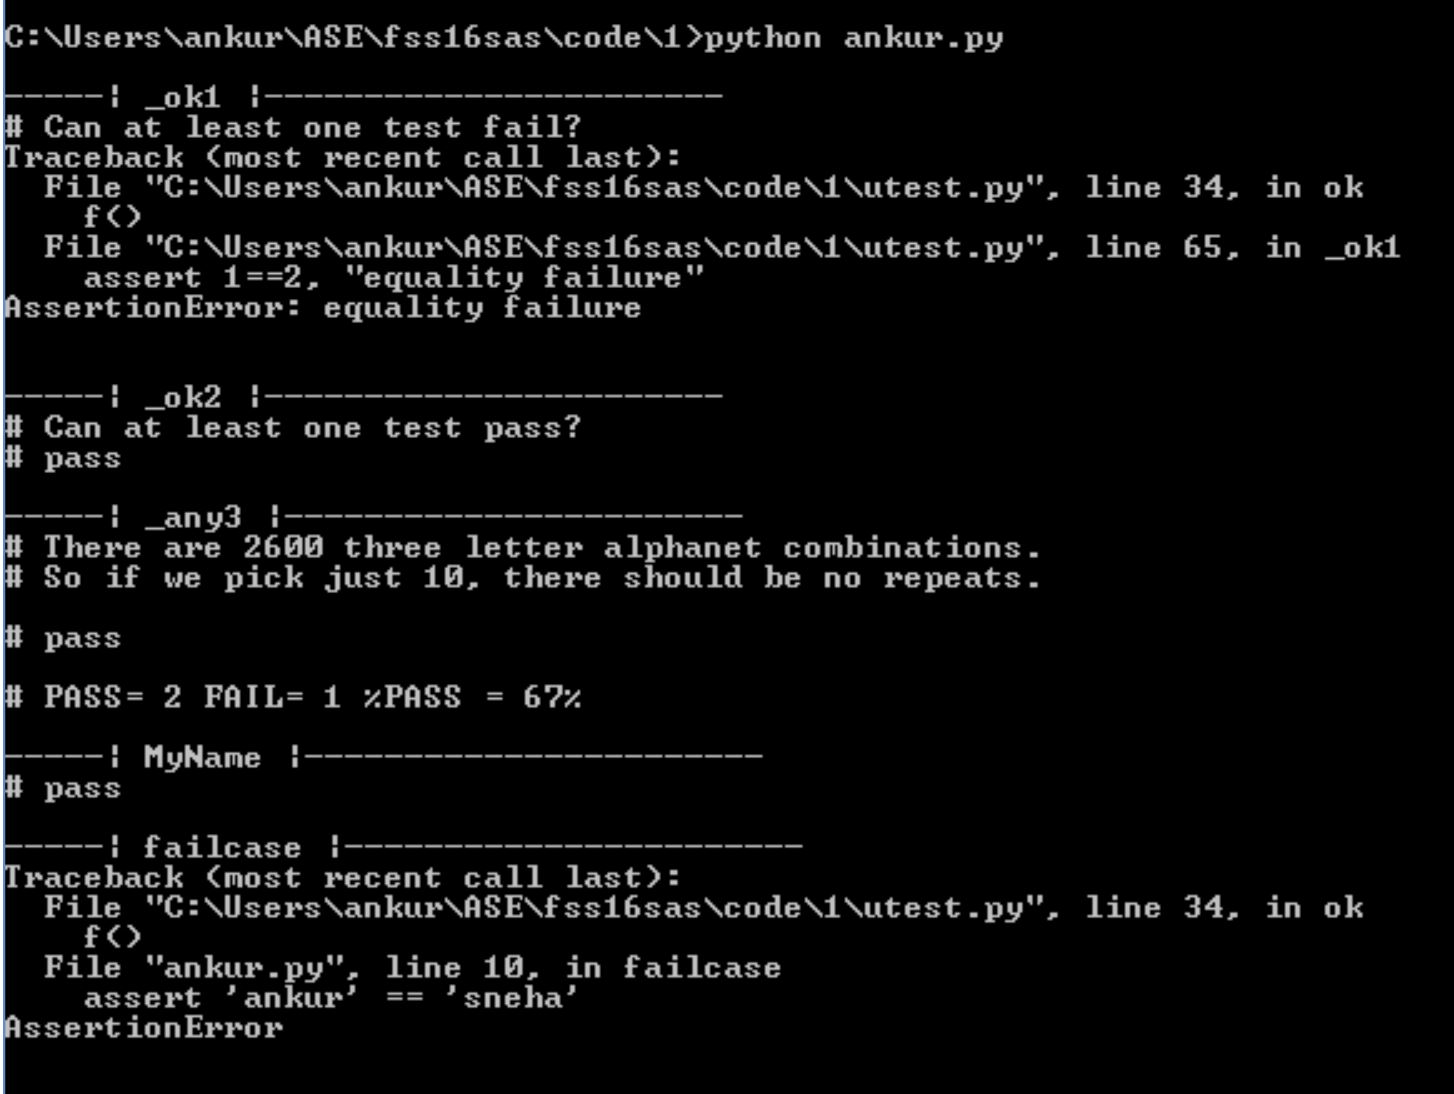 C:\Users\ankur\ASE\fss16sas\code\1>python ankur.py
-----| _ok1 |-----------------------
# Can at least one test fail?
Traceback (most recent call last):
  File "C:\Users\ankur\ASE\fss16sas\code\1\utest.py", line 34, in ok
    f()
  File "C:\Users\ankur\ASE\fss16sas\code\1\utest.py", line 65, in _ok1
    assert 1==2, "equality failure"
AssertionError: equality failure
-----| _ok2 |-----------------------
# Can at least one test pass?
# pass
-----| _any3 |-----------------------
# There are 2600 three letter alphanet combinations.
# So if we pick just 10, there should be no repeats.
# pass
# PASS= 2 FAIL= 1 %PASS = 67%
-----| MyName |-----------------------
# pass
-----| failcase |-----------------------
Traceback (most recent call last):
  File "C:\Users\ankur\ASE\fss16sas\code\1\utest.py", line 34, in ok
    f()
  File "ankur.py", line 10, in failcase
    assert 'ankur' == 'sneha'
AssertionError